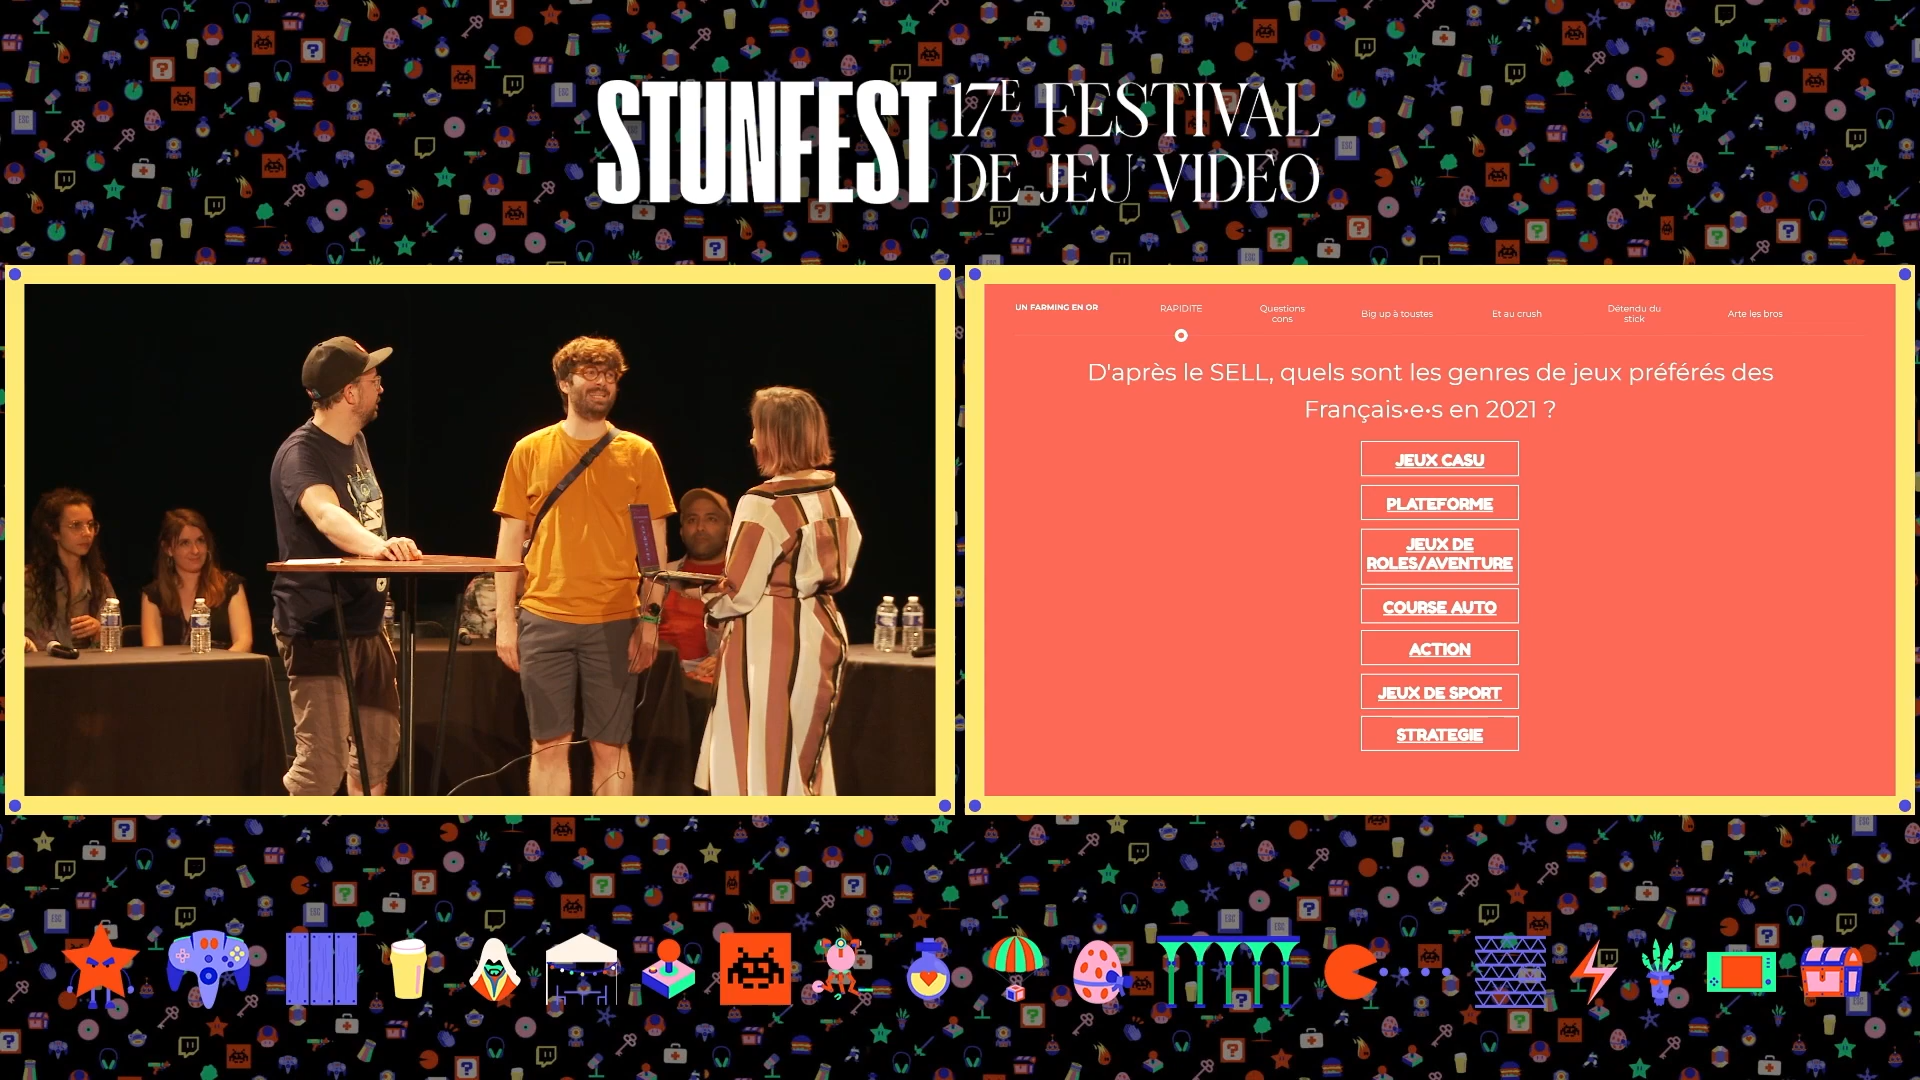 STUNFEST
17E FESTIVAL
DE JEU VIDEO
UN FARMING EN OR
RAPIDITE
Questions
cons
Big up à toustes
Et au crush
Détendu du
stick
Arte les bros
D'après le SELL, quels sont les genres de jeux préférés des
Français•e•s en 2021 ?
JEUX CASU
PLATEFORME
JEUX DE
ROLES/AVENTURE
COURSE AUTO
ACTION
JEUX DE SPORT
STRATEGIE